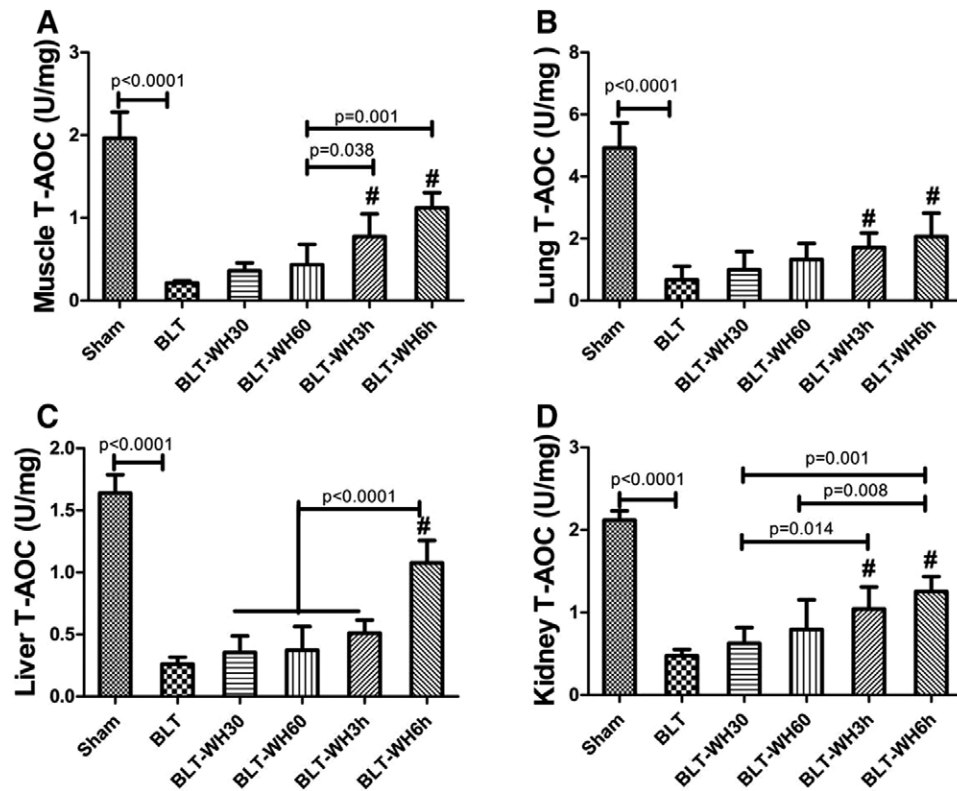 A
Muscle T-AOC (U/mg)
3
2
1
0
p<0.0001
p=0.001
p=0.038
#
#
Sham
BLT
BLT-WH30
BLT-WH60
BLT-WH3h
BLT-WH6h
B
Lung T-AOC (U/mg )
8
6
4
2
0
p<0.0001
#
#
Sham
BLT
BLT-WH30
BLT-WH60
BLT-WH3h
BLT-WH6h
C
Liver T-AOC (U/mg)
2.0
1.5
1.0
0.5
0.0
p<0.0001
p<0.0001
#
Sham
BLT
BLT-WH30
BLT-WH60
BLT-WH3h
BLT-WH6h
D
Kidney T-AOC (U/mg)
3
2
1
0
p<0.0001
p=0.001
p=0.008
p=0.014
#
#
Sham
BLT
BLT-WH30
BLT-WH60
BLT-WH3h
BLT-WH6h